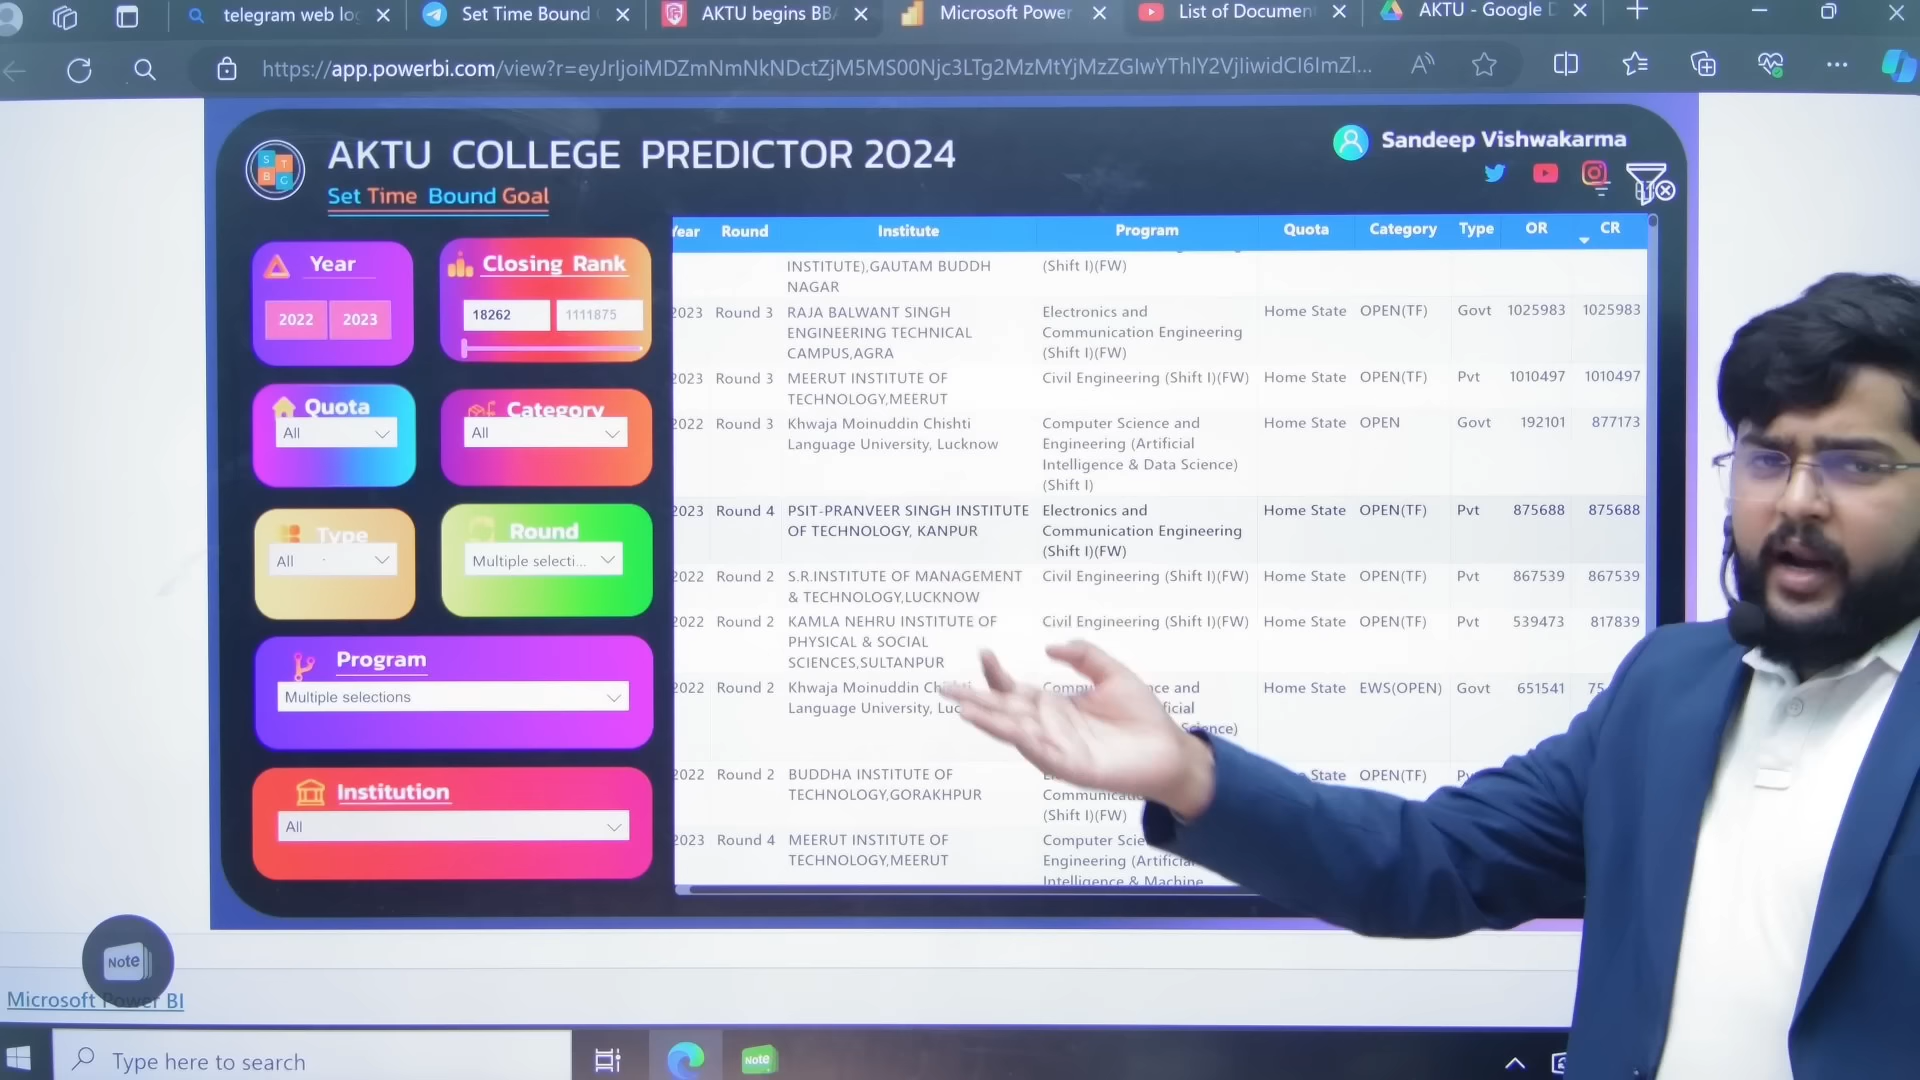 telegram web lo
Set Time Bound
AKTU begins BB
Microsoft Power
List of Documen
AKTU - Google D
https://app.powerbi.com/view?r=eyJrIjoiMDZmNmNkNDctZjM5MS00Njc3LTg2MzMtYjMzZGIwYThlY2VjIiwidCI6ImZl...
AKTU COLLEGE PREDICTOR 2024
Set Time Bound Goal
S T
B G
Sandeep Vishwakarma
Year
2022 2023
Closing Rank
18262 1111875
Quota
All
Category
All
Type
All
Round
Multiple selecti...
Program
Multiple selections
Institution
All
Year Round Institute Program Quota Category Type OR CR
INSTITUTE),GAUTAM BUDDH (Shift I)(FW)
NAGAR
2023 Round 3 RAJA BALWANT SINGH Electronics and Home State OPEN(TF) Govt 1025983 1025983
ENGINEERING TECHNICAL Communication Engineering
CAMPUS,AGRA (Shift I)(FW)
2023 Round 3 MEERUT INSTITUTE OF Civil Engineering (Shift I)(FW) Home State OPEN(TF) Pvt 1010497 1010497
TECHNOLOGY,MEERUT
2022 Round 3 Khwaja Moinuddin Chishti Computer Science and Home State OPEN Govt 192101 877173
Language University, Lucknow Engineering (Artificial
Intelligence & Data Science)
(Shift I)
2023 Round 4 PSIT-PRANVEER SINGH INSTITUTE Electronics and Home State OPEN(TF) Pvt 875688 875688
OF TECHNOLOGY, KANPUR Communication Engineering
(Shift I)(FW)
2022 Round 2 S.R.INSTITUTE OF MANAGEMENT Civil Engineering (Shift I)(FW) Home State OPEN(TF) Pvt 867539 867539
& TECHNOLOGY,LUCKNOW
2022 Round 2 KAMLA NEHRU INSTITUTE OF Civil Engineering (Shift I)(FW) Home State OPEN(TF) Pvt 539473 817839
PHYSICAL & SOCIAL
SCIENCES,SULTANPUR
2022 Round 2 Khwaja Moinuddin and Home State EWS(OPEN) Govt 651541 75
Language University,
Science)
2022 Round 2 BUDDHA INSTITUTE OF State OPEN(TF)
TECHNOLOGY,GORAKHPUR
(Shift I)(FW)
2023 Round 4 MEERUT INSTITUTE OF Computer
TECHNOLOGY,MEERUT Engineering
Intelligence & Machine
Note
Microsoft Power BI
Type here to search
Note